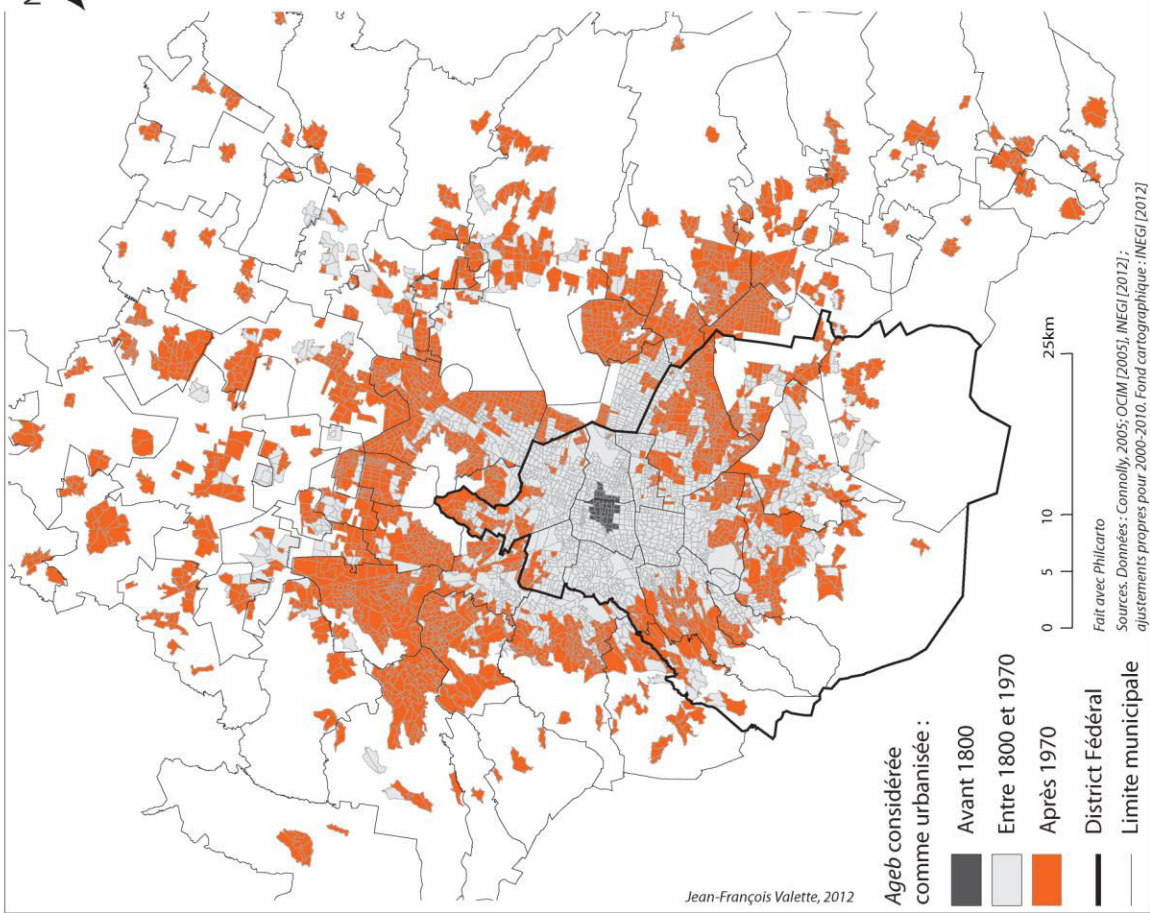 N
Jean-François Valette, 2012
Ageb considérée
comme urbanisée :
Avant 1800
Entre 1800 et 1970
Après 1970
District Fédéral
Limite municipale
0 5 10 25km
Fait avec Philcarto
Sources. Données : Connolly, 2005; OCIM [2005], INEGI [2012] ;
ajustements propres pour 2000-2010. Fond cartographique : INEGI [2012]